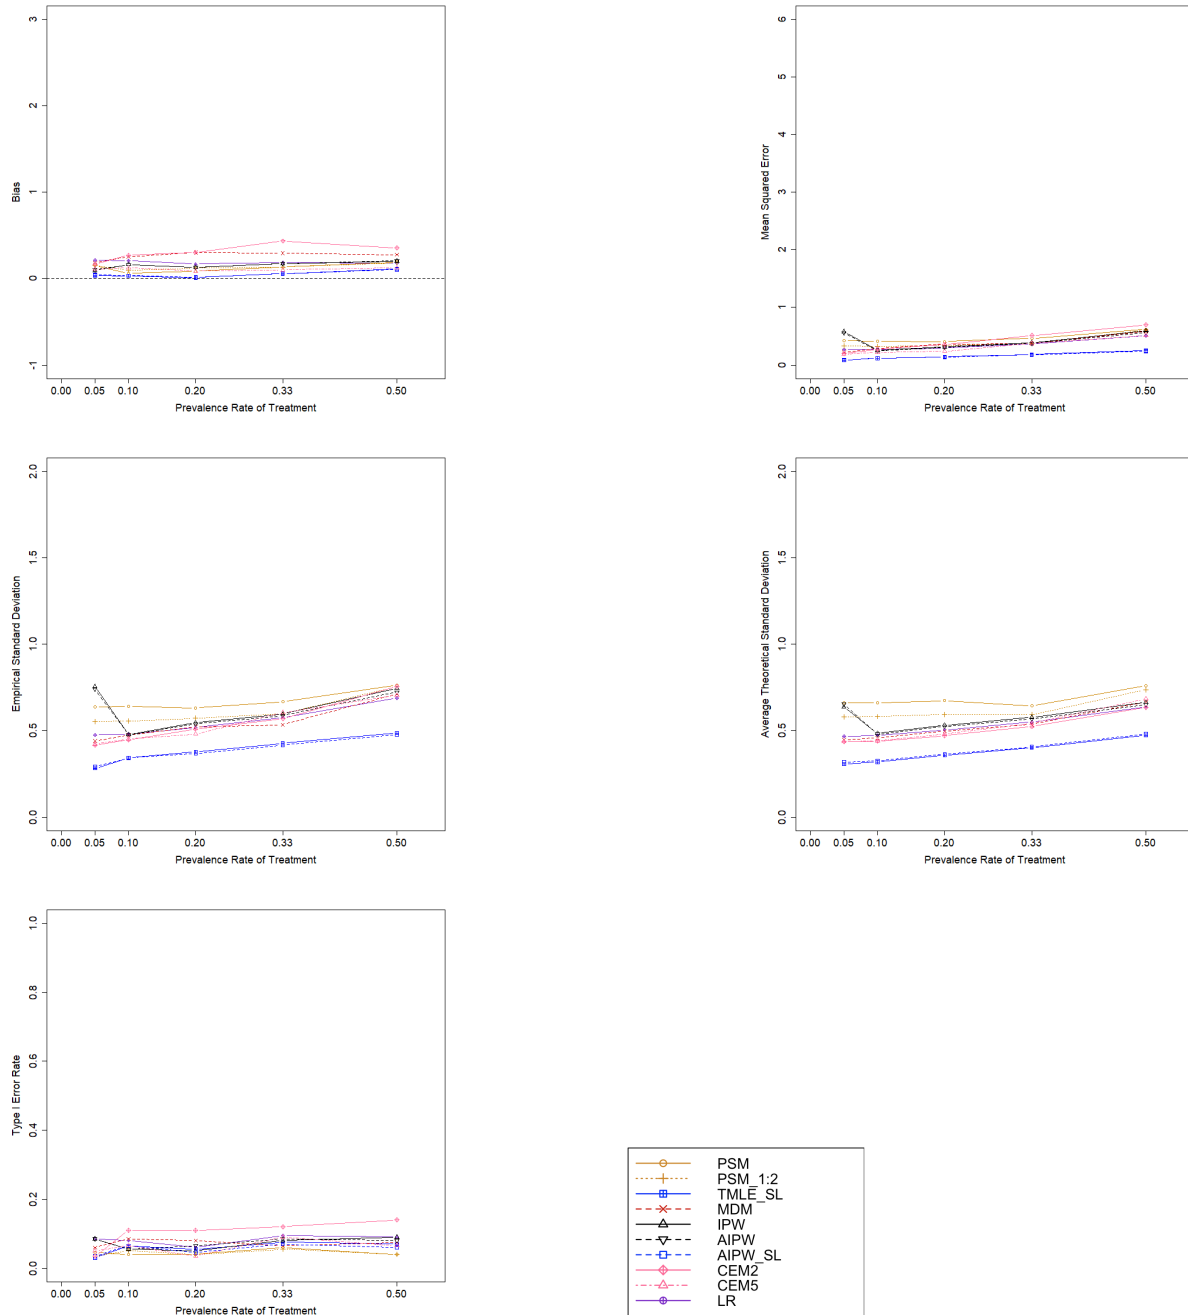 3
2
1
0
-1
Bias
0.00 0.05 0.10 0.20 0.33 0.50
Prevalence Rate of Treatment
6
5
4
3
2
1
0
Mean Squared Error
0.00 0.05 0.10 0.20 0.33 0.50
Prevalence Rate of Treatment
2.0
1.5
1.0
0.5
0.0
Empirical Standard Deviation
0.00 0.05 0.10 0.20 0.33 0.50
Prevalence Rate of Treatment
2.0
1.5
1.0
0.5
0.0
Average Theoretical Standard Deviation
0.00 0.05 0.10 0.20 0.33 0.50
Prevalence Rate of Treatment
1.0
0.8
0.6
0.4
0.2
0.0
Type I Error Rate
0.00 0.05 0.10 0.20 0.33 0.50
Prevalence Rate of Treatment
PSM
PSM_1:2
TMLE_SL
MDM
IPW
AIPW
AIPW_SL
CEM2
CEM5
LR